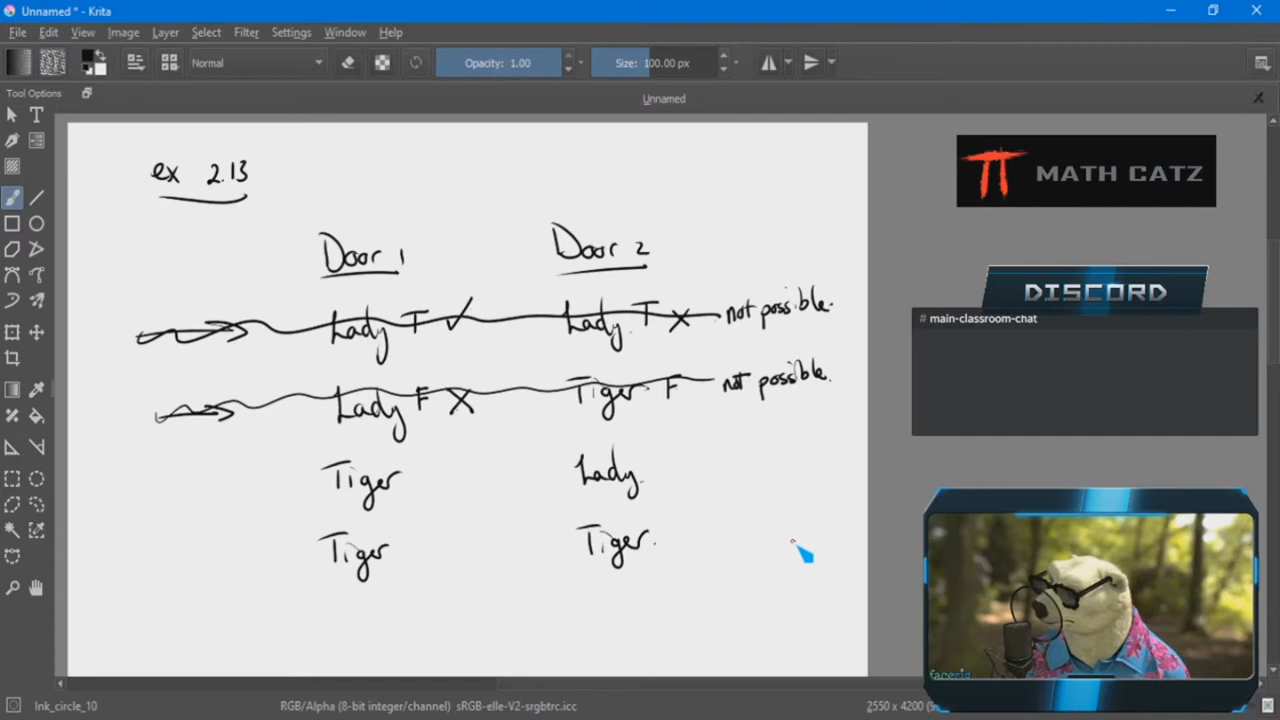 Unnamed * - Krita
File Edit View Image Layer Select Filter Settings Window Help
Normal Opacity: 1.00 Size: 100.00 px
Tool Options
Unnamed
ex 2.13
Door 1 Door 2
Lady T ✓ Lady T X not possible.
Lady F X Tiger F not possible.
Tiger Lady.
Tiger Tiger.
MATH CATZ
DISCORD
# main-classroom-chat
facerig
Ink_circle_10 RGB/Alpha (8-bit integer/channel) sRGB-elle-V2-srgbtrc.icc 2550 x 4200